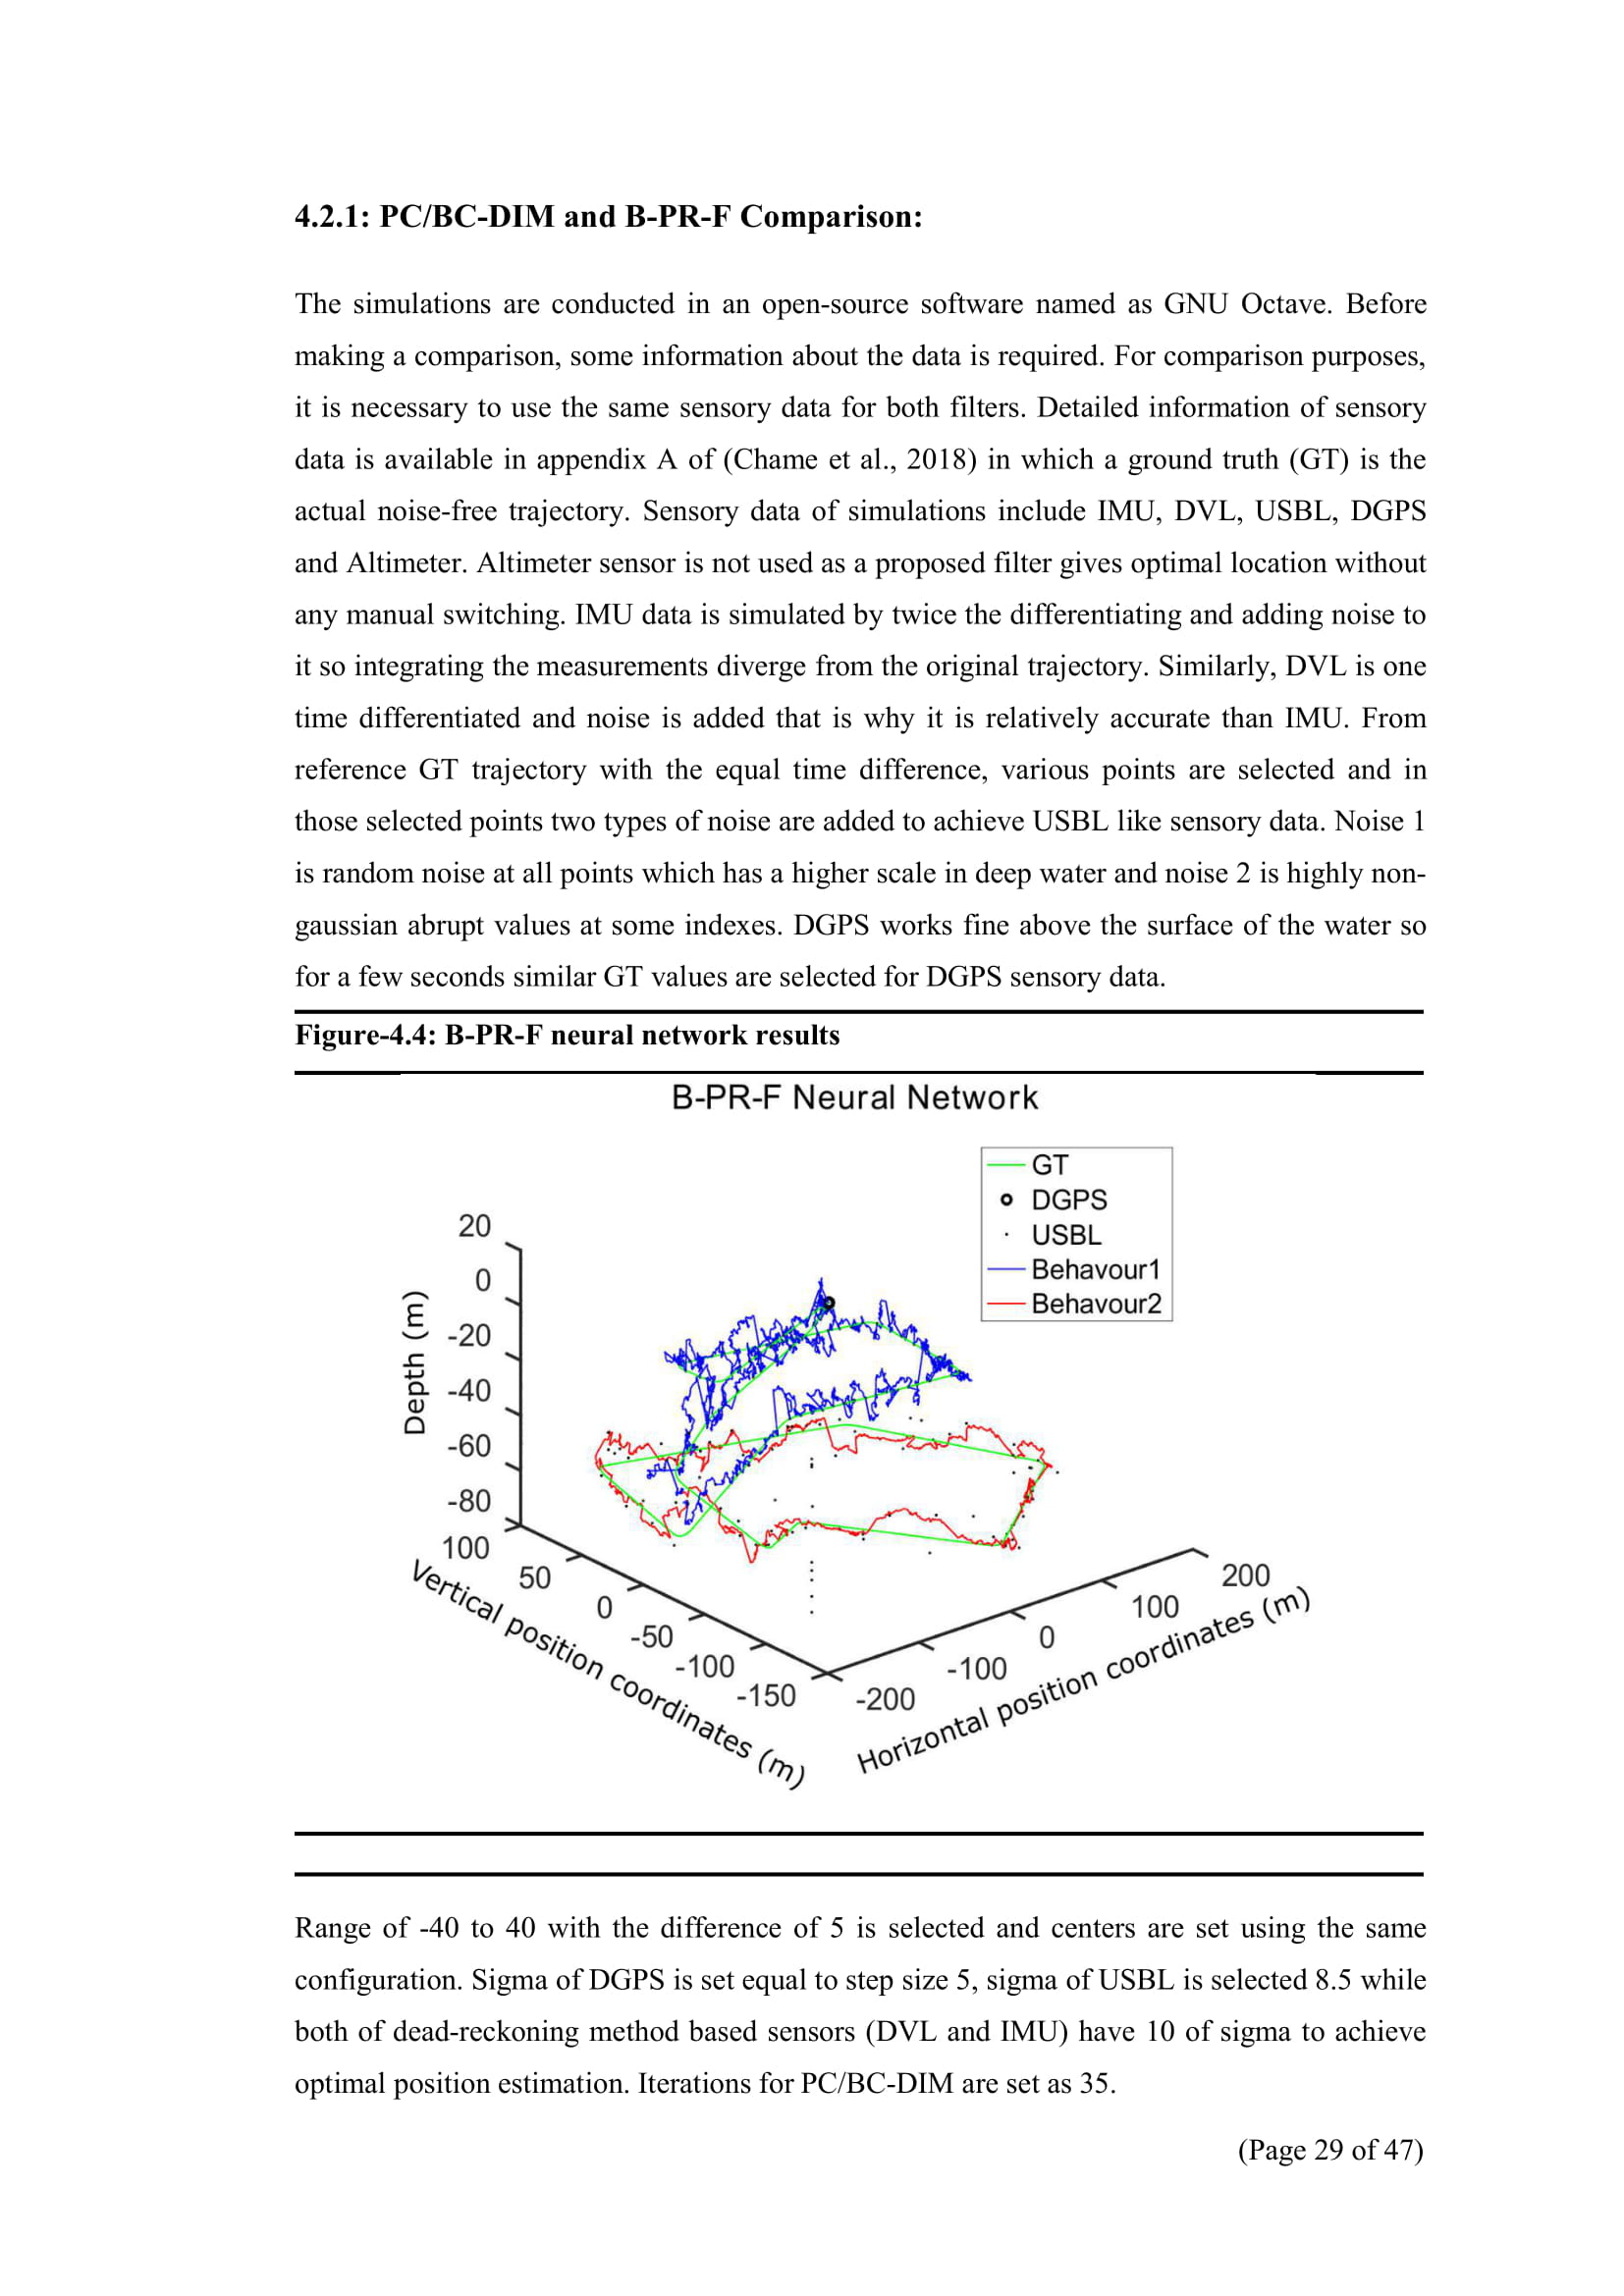 4.2.1: PC/BC-DIM and B-PR-F Comparison:
The simulations are conducted in an open-source software named as GNU Octave. Before
making a comparison, some information about the data is required. For comparison purposes,
it is necessary to use the same sensory data for both filters. Detailed information of sensory
data is available in appendix A of (Chame et al., 2018) in which a ground truth (GT) is the
actual noise-free trajectory. Sensory data of simulations include IMU, DVL, USBL, DGPS
and Altimeter. Altimeter sensor is not used as a proposed filter gives optimal location without
any manual switching. IMU data is simulated by twice the differentiating and adding noise to
it so integrating the measurements diverge from the original trajectory. Similarly, DVL is one
time differentiated and noise is added that is why it is relatively accurate than IMU. From
reference GT trajectory with the equal time difference, various points are selected and in
those selected points two types of noise are added to achieve USBL like sensory data. Noise 1
is random noise at all points which has a higher scale in deep water and noise 2 is highly non-
gaussian abrupt values at some indexes. DGPS works fine above the surface of the water so
for a few seconds similar GT values are selected for DGPS sensory data.
Figure-4.4: B-PR-F neural network results
B-PR-F Neural Network
GT
DGPS
USBL
Behavour1
Behavour2
20
0
-20
-40
-60
-80
Depth (m)
100
50
0
-50
-100
-150
Vertical position coordinates (m)
-200
-100
0
100
200
Horizontal position coordinates (m)
Range of -40 to 40 with the difference of 5 is selected and centers are set using the same
configuration. Sigma of DGPS is set equal to step size 5, sigma of USBL is selected 8.5 while
both of dead-reckoning method based sensors (DVL and IMU) have 10 of sigma to achieve
optimal position estimation. Iterations for PC/BC-DIM are set as 35.
(Page 29 of 47)